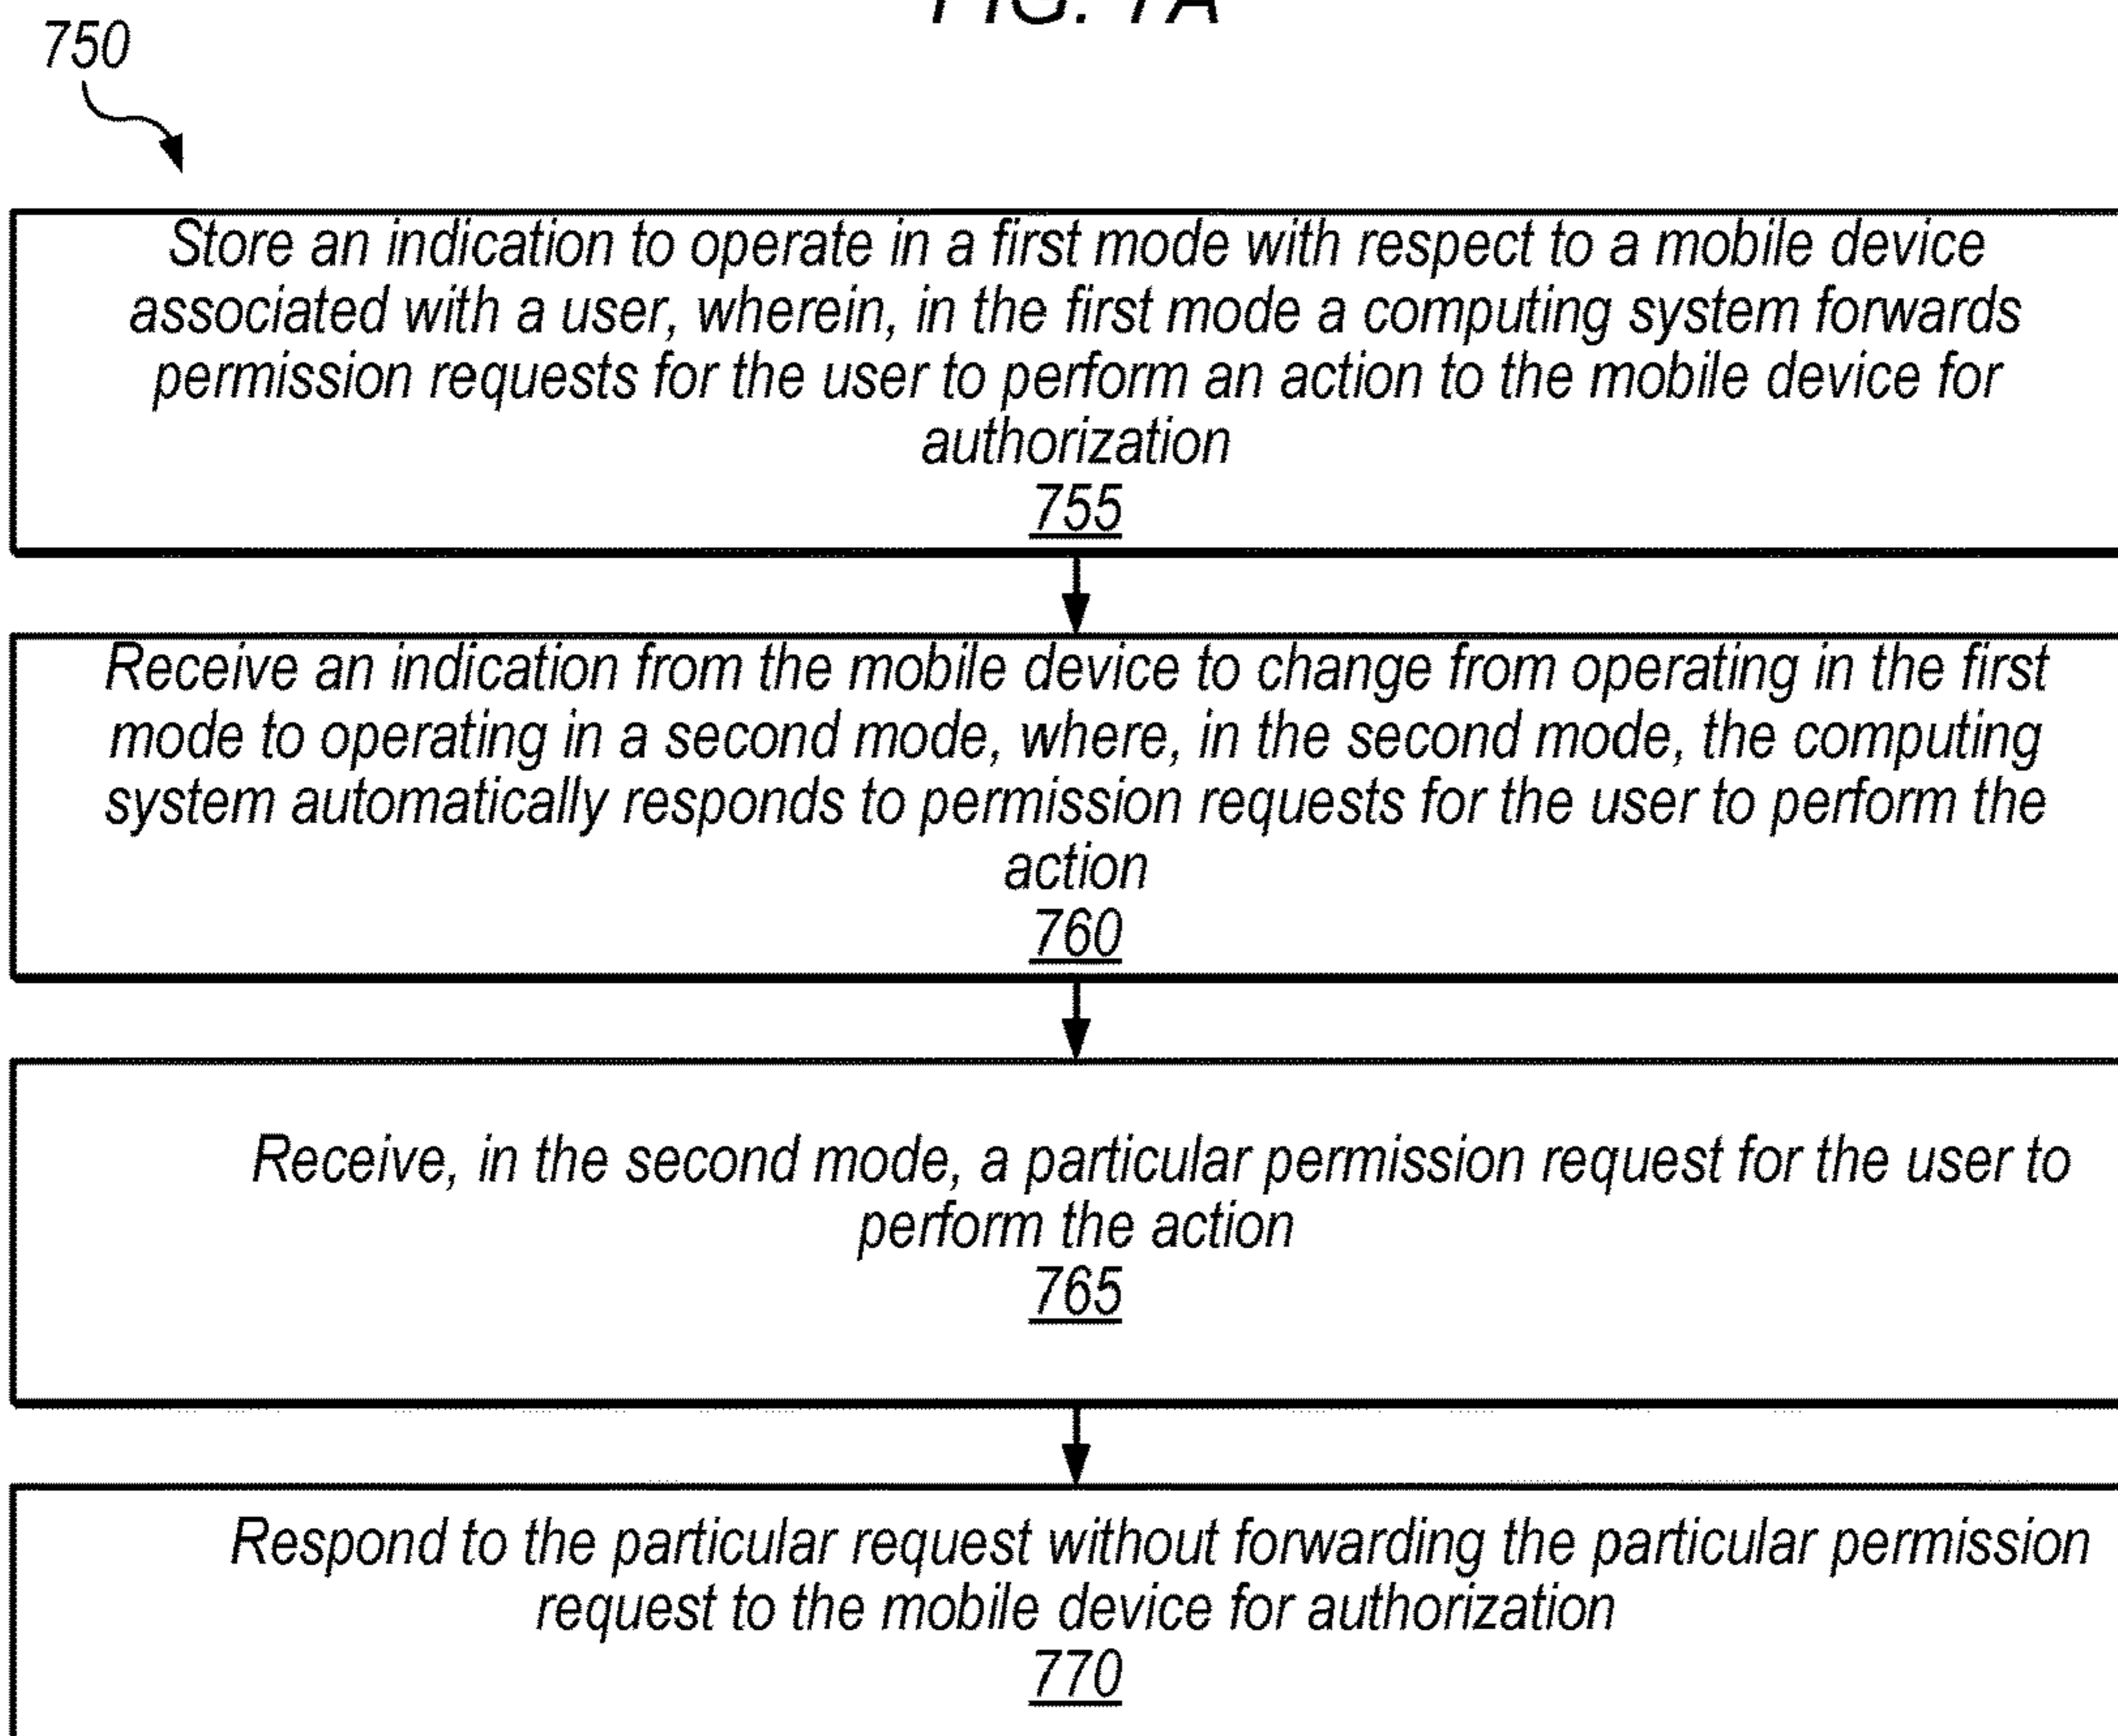 FIG. 7A
750
Store an indication to operate in a first mode with respect to a mobile device
associated with a user, wherein, in the first mode a computing system forwards
permission requests for the user to perform an action to the mobile device for
authorization
755
Receive an indication from the mobile device to change from operating in the first
mode to operating in a second mode, where, in the second mode, the computing
system automatically responds to permission requests for the user to perform the
action
760
Receive, in the second mode, a particular permission request for the user to
perform the action
765
Respond to the particular request without forwarding the particular permission
request to the mobile device for authorization
770